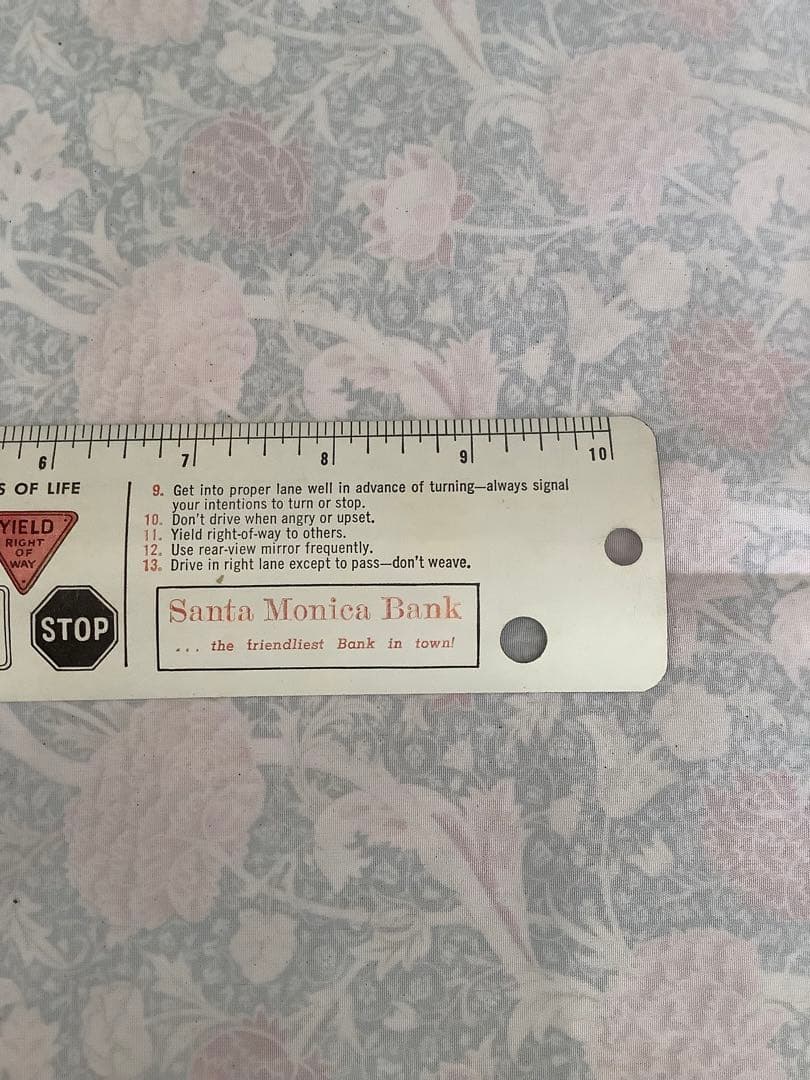 6 7 8 9 10
S OF LIFE
YIELD
RIGHT
OF
WAY
STOP
9. Get into proper lane well in advance of turning—always signal
your intentions to turn or stop.
10. Don't drive when angry or upset.
11. Yield right-of-way to others.
12. Use rear-view mirror frequently.
13. Drive in right lane except to pass—don't weave.
Santa Monica Bank
... the friendliest Bank in town!